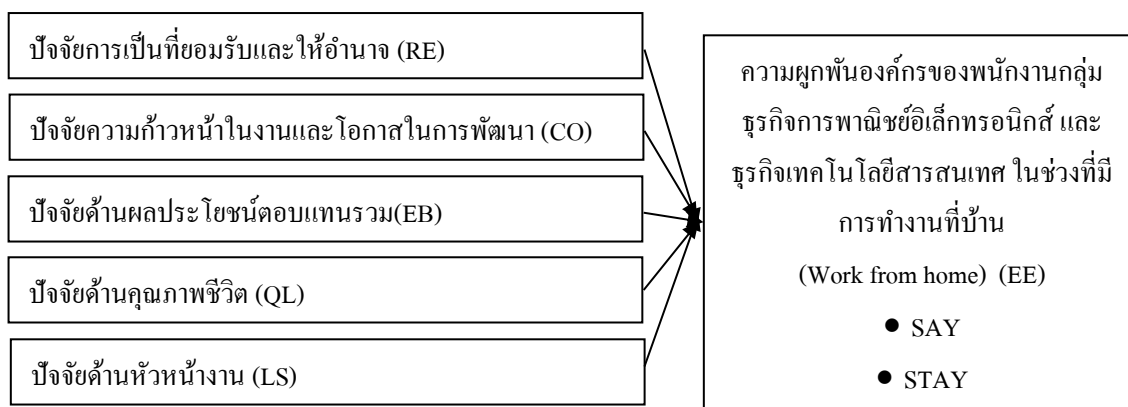 ปัจจัยการเป็นที่ยอมรับและให้อำนาจ (RE)
ปัจจัยความก้าวหน้าในงานและโอกาสในการพัฒนา (CO)
ปัจจัยด้านผลประโยชน์ตอบแทนรวม(EB)
ปัจจัยด้านคุณภาพชีวิต (QL)
ปัจจัยด้านหัวหน้างาน (LS)
ความผูกพันองค์กรของพนักงานกลุ่ม
ธุรกิจการพาณิชย์อิเล็กทรอนิกส์ และ
ธุรกิจเทคโนโลยีสารสนเทศ ในช่วงที่มี
การทำงานที่บ้าน
(Work from home) (EE)
● SAY
● STAY